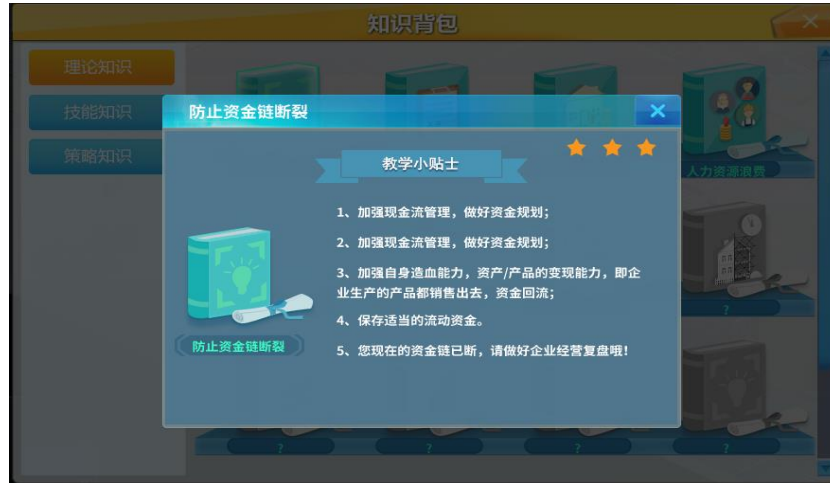 知识背包
理论知识
技能知识
策略知识
防止资金链断裂
教学小贴士
1、加强现金流管理，做好资金规划；
2、加强现金流管理，做好资金规划；
3、加强自身造血能力，资产/产品的变现能力，即企
业生产的产品都销售出去，资金回流；
4、保存适当的流动资金。
5、您现在的资金链已断，请做好企业经营复盘哦！
防止资金链断裂
人力资源浪费
?
?
?
?
?